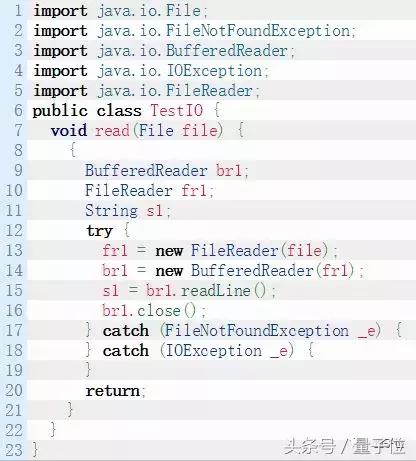 1 import java.io.File;
2 import java.io.FileNotFoundException;
3 import java.io.BufferedReader;
4 import java.io.IOException;
5 import java.io.FileReader;
6 public class TestIO {
7   void read(File file) {
8     {
9       BufferedReader br1;
10       FileReader fr1;
11       String s1;
12       try {
13         fr1 = new FileReader(file);
14         br1 = new BufferedReader(fr1);
15         s1 = br1.readLine();
16         br1.close();
17       } catch (FileNotFoundException _e) {
18       } catch (IOException _e) {
19       }
20       return;
21     }
22   }
23 }
头条号 / 量子位